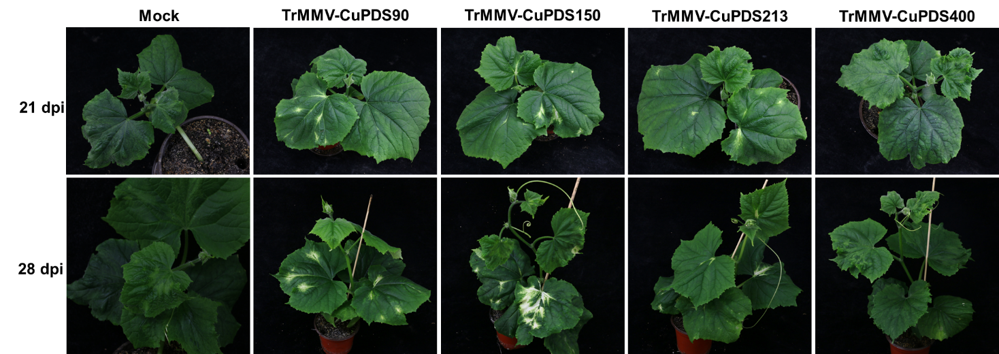 Mock
TrMMV-CuPDS90
TrMMV-CuPDS150
TrMMV-CuPDS213
TrMMV-CuPDS400
21 dpi
28 dpi